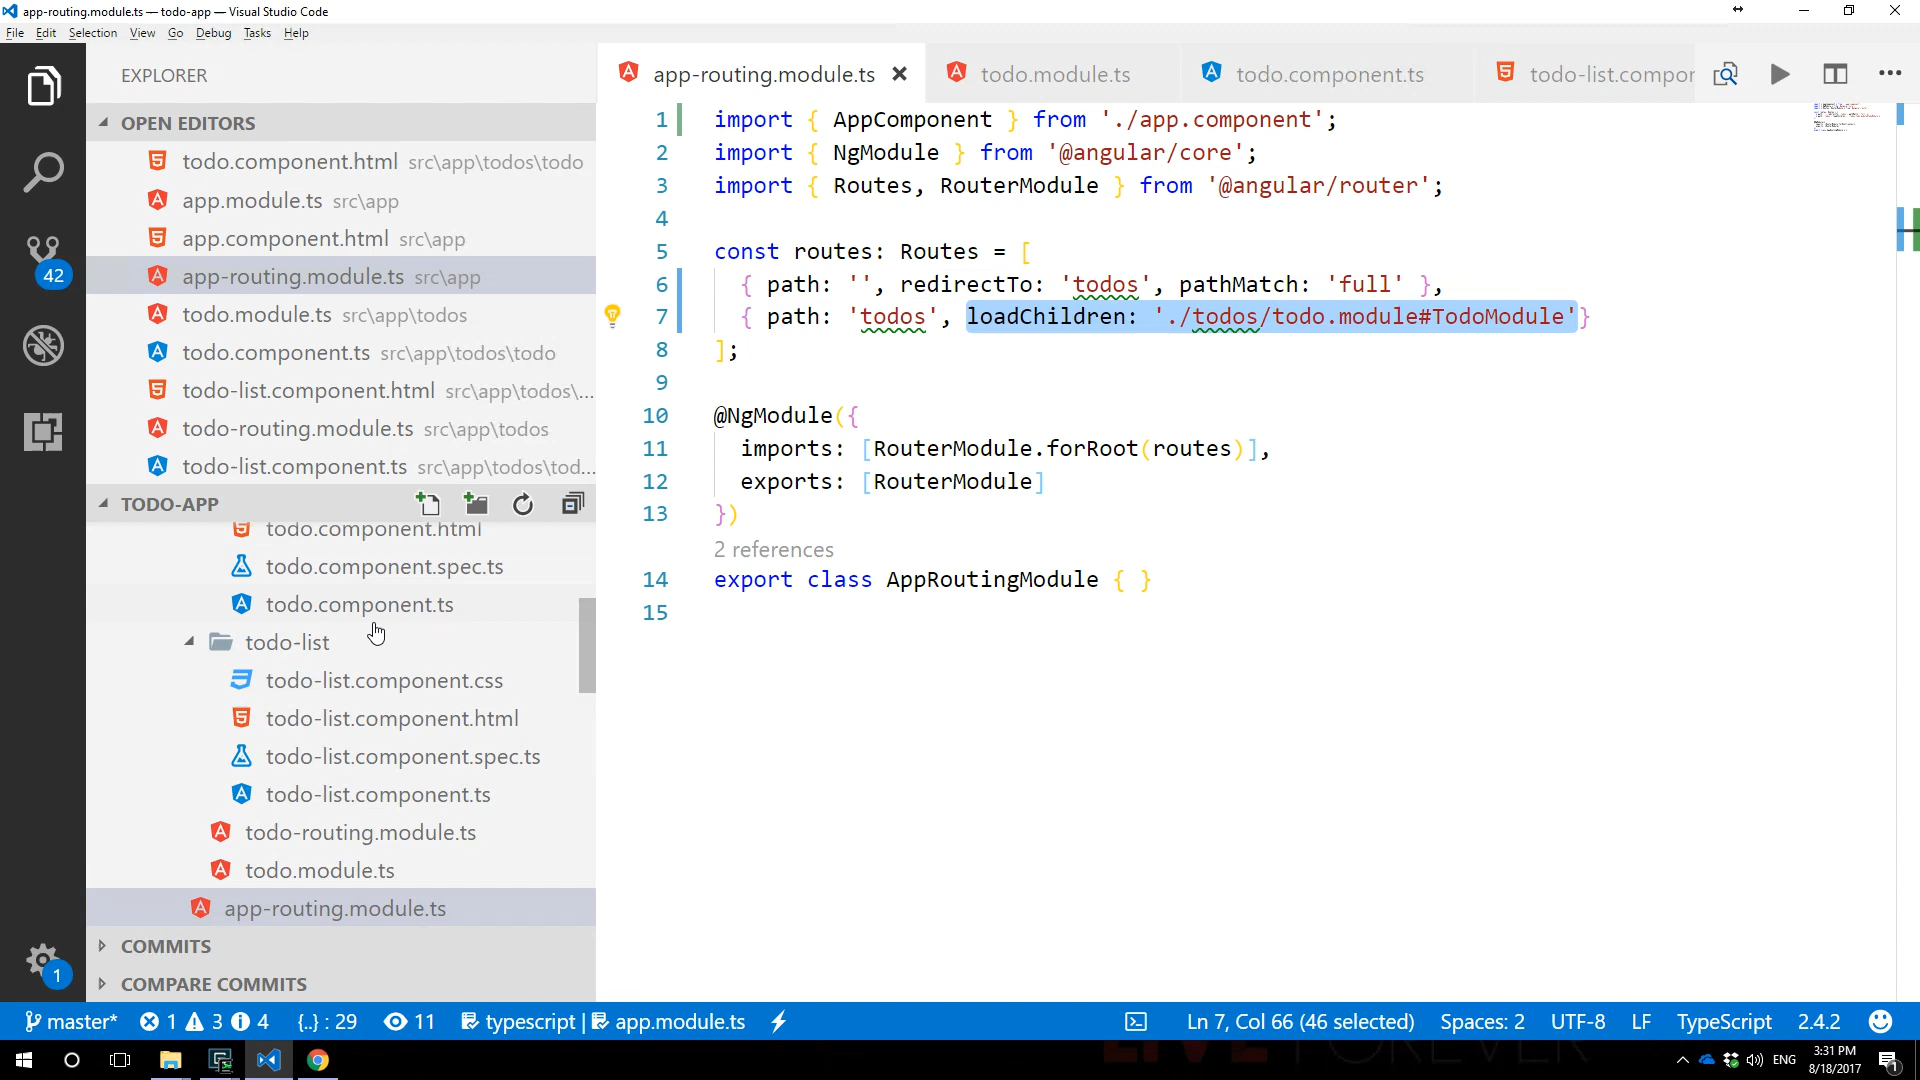 app-routing.module.ts — todo-app — Visual Studio Code
File Edit Selection View Go Debug Tasks Help
EXPLORER
OPEN EDITORS
todo.component.html src\app\todos\todo
app.module.ts src\app
app.component.html src\app
app-routing.module.ts src\app
todo.module.ts src\app\todos
todo.component.ts src\app\todos\todo
todo-list.component.html src\app\todos\...
todo-routing.module.ts src\app\todos
todo-list.component.ts src\app\todos\tod...
TODO-APP
todo.component.html
todo.component.spec.ts
todo.component.ts
todo-list
todo-list.component.css
todo-list.component.html
todo-list.component.spec.ts
todo-list.component.ts
todo-routing.module.ts
todo.module.ts
app-routing.module.ts
COMMITS
COMPARE COMMITS
42
1
app-routing.module.ts todo.module.ts todo.component.ts todo-list.compor
1 import { AppComponent } from './app.component';
2 import { NgModule } from '@angular/core';
3 import { Routes, RouterModule } from '@angular/router';
4
5 const routes: Routes = [
6 { path: '', redirectTo: 'todos', pathMatch: 'full' },
7 { path: 'todos', loadChildren: './todos/todo.module#TodoModule'}
8 ];
9
10 @NgModule({
11 imports: [RouterModule.forRoot(routes)],
12 exports: [RouterModule]
13 })
2 references
14 export class AppRoutingModule { }
15
master* 1 3 4 {..} : 29 11 typescript | app.module.ts Ln 7, Col 66 (46 selected) Spaces: 2 UTF-8 LF TypeScript 2.4.2
ENG 3:31 PM
8/18/2017
1